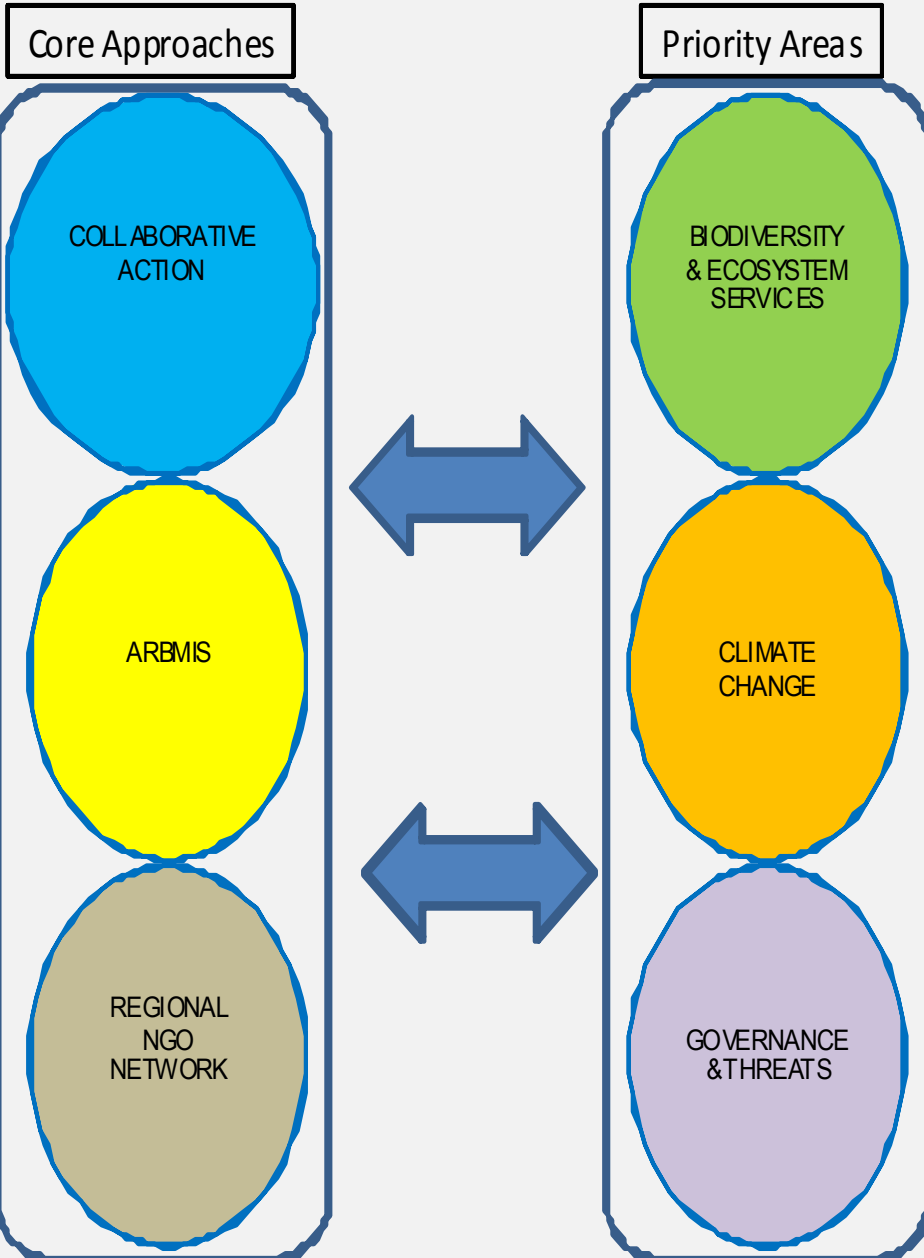 Core Approaches
COLLABORATIVE
ACTION
ARBMIS
REGIONAL
NGO
NETWORK
Priority Areas
BIODIVERSITY
& ECOSYSTEM
SERVICES
CLIMATE
CHANGE
GOVERNANCE
&THREATS